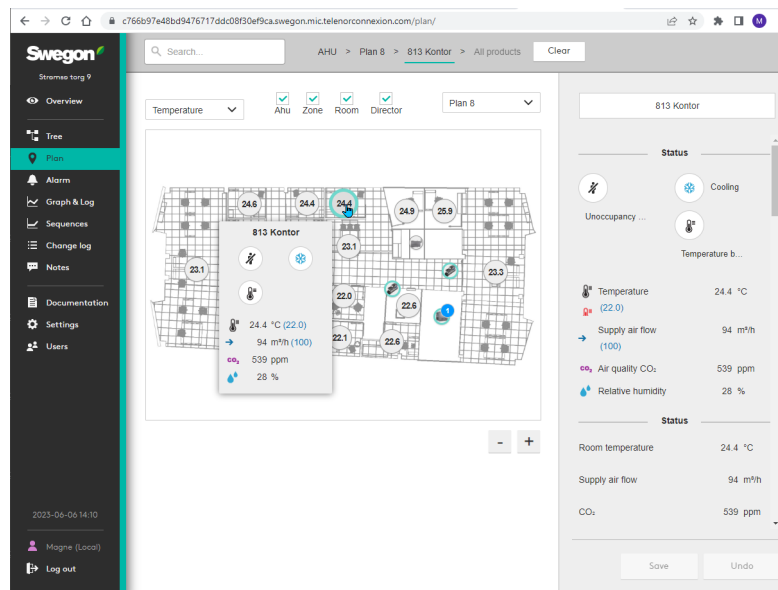 c766b97e48bd9476717ddc08f30ef9ca.swegon.mic.telenorconnexion.com/plan/
M
Swegon
Strømsø torg 9
Overview
Tree
Plan
Alarm
Graph & Log
Sequences
Change log
Notes
Documentation
Settings
Users
2023-06-06 14:10
Magne (Local)
Log out
Search...
AHU > Plan 8 > 813 Kontor > All products
Clear
Temperature
Ahu Zone Room Director
Plan 8
24.6 24.4 24.4 24.9 25.9
23.1
23.1 23.3
22.0 22.6 1
22.1 22.6
813 Kontor
24.4 °C (22.0)
94 m³/h (100)
CO₂ 539 ppm
28 %
- +
813 Kontor
Status
Cooling
Unoccupancy ...
Temperature b...
Temperature 24.4 °C
(22.0)
Supply air flow 94 m³/h
(100)
CO₂ Air quality CO₂ 539 ppm
Relative humidity 28 %
Status
Room temperature 24.4 °C
Supply air flow 94 m³/h
CO₂ 539 ppm
Save Undo